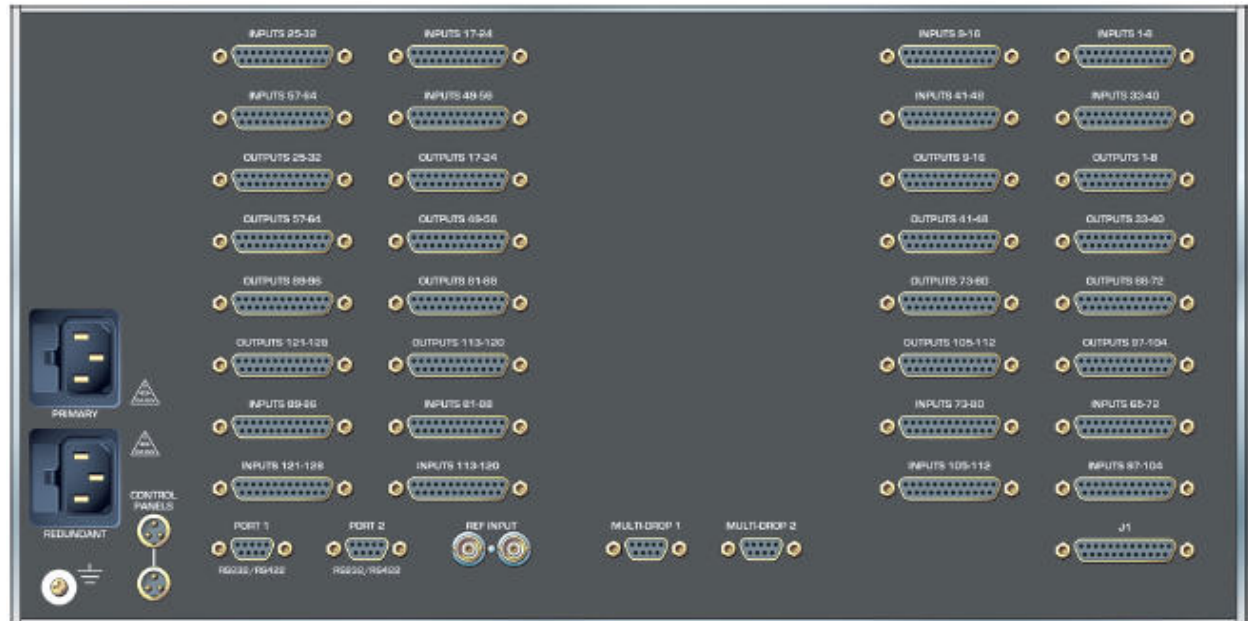 INPUTS 25-32 INPUTS 17-24 INPUTS 9-16 INPUTS 1-8
INPUTS 57-64 INPUTS 49-56 INPUTS 41-48 INPUTS 33-40
OUTPUTS 25-32 OUTPUTS 17-24 OUTPUTS 9-16 OUTPUTS 1-8
OUTPUTS 57-64 OUTPUTS 49-56 OUTPUTS 41-48 OUTPUTS 33-40
OUTPUTS 89-96 OUTPUTS 81-88 OUTPUTS 73-80 OUTPUTS 66-72
OUTPUTS 121-128 OUTPUTS 113-120 OUTPUTS 105-112 OUTPUTS 97-104
PRIMARY
INPUTS 89-96 INPUTS 81-88 INPUTS 73-80 INPUTS 65-72
INPUTS 121-128 INPUTS 113-120 INPUTS 105-112 INPUTS 97-104
CONTROL
PANELS
REDUNDANT
PORT 1 PORT 2 REF INPUT MULTI-DROP 1 MULTI-DROP 2 J1
RS232/RS422 RS232/RS422